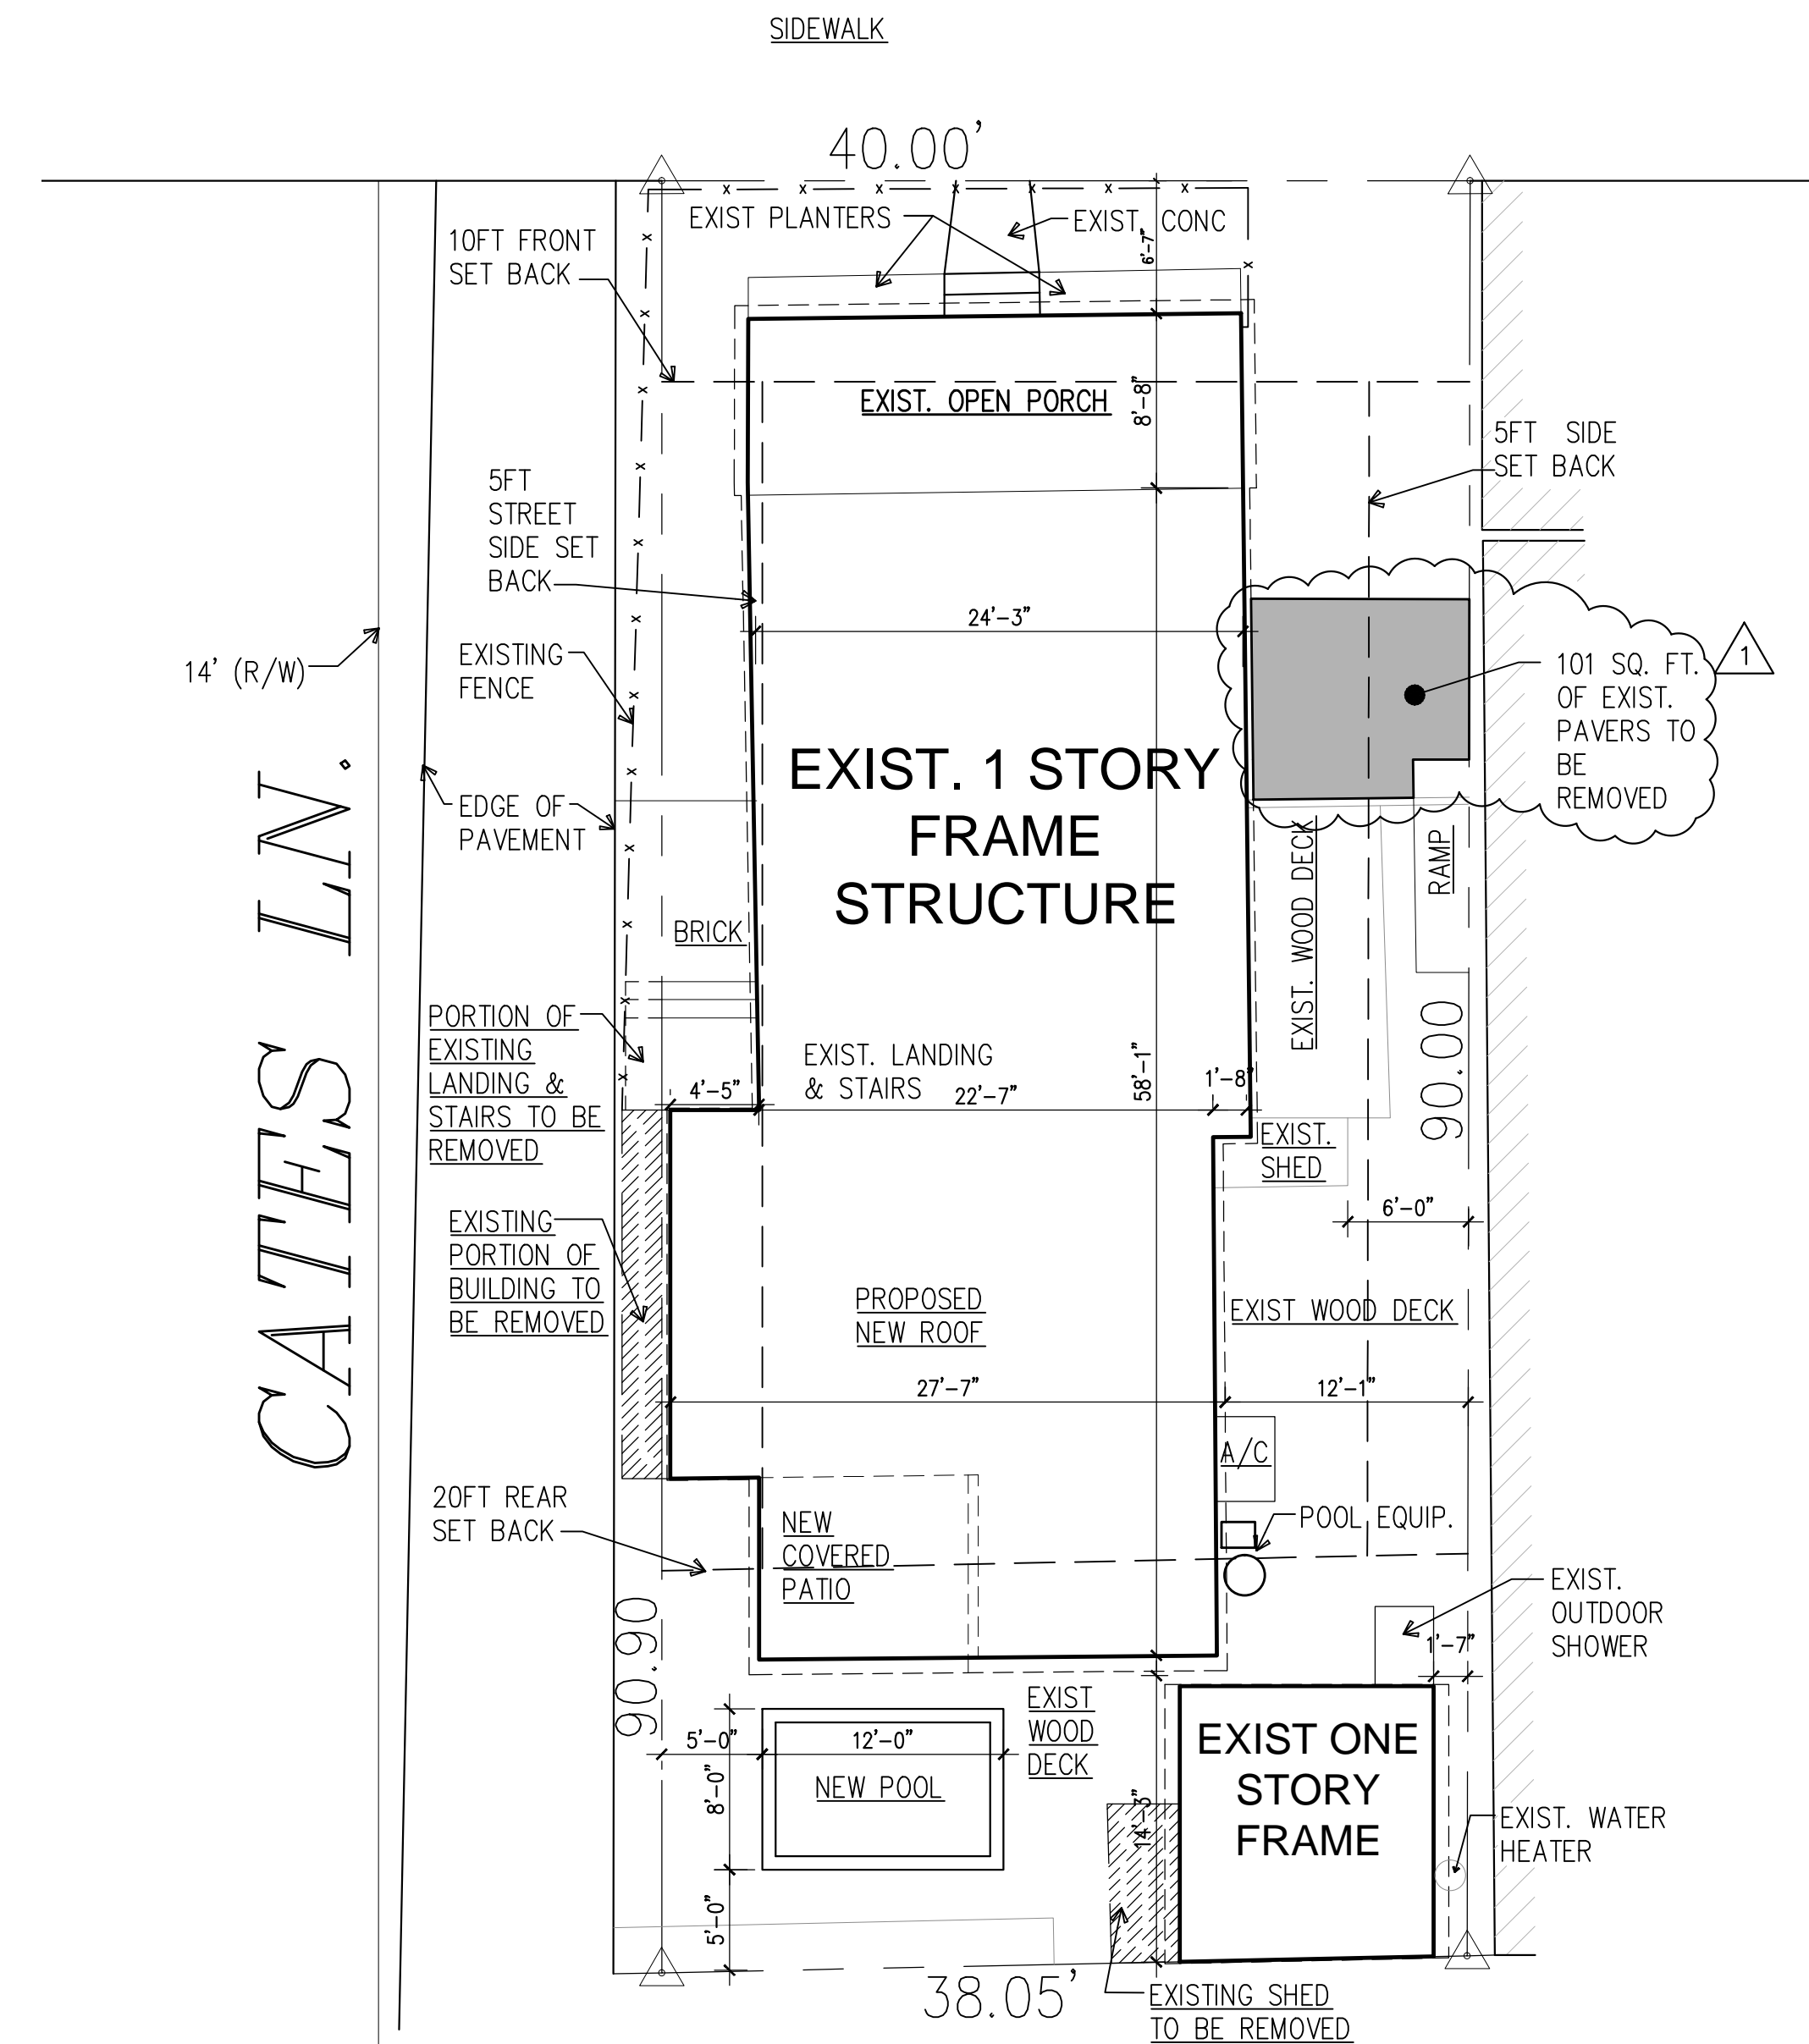 SIDEWALK
40.00'
EXIST PLANTERS
EXIST. CONC
6'-7"
10FT FRONT
SET BACK
EXIST. OPEN PORCH
8'-8"
5FT SIDE
SET BACK
5FT
STREET
SIDE SET
BACK
24'-3"
14' (R/W)
EXISTING
FENCE
101 SQ. FT.
OF EXIST.
PAVERS TO
BE
REMOVED
1
EXIST. 1 STORY
FRAME
STRUCTURE
EDGE OF
PAVEMENT
CATES LN.
BRICK
EXIST. WOOD DECK
RAMP
90.00
PORTION OF
EXISTING
LANDING &
STAIRS TO BE
REMOVED
EXIST. LANDING
& STAIRS
4'-5"
22'-7"
58'-1"
1'-8"
EXIST.
SHED
6'-0"
EXISTING
PORTION OF
BUILDING TO
BE REMOVED
PROPOSED
NEW ROOF
EXIST WOOD DECK
27'-7"
12'-1"
A/C
20FT REAR
SET BACK
NEW
COVERED
PATIO
POOL EQUIP.
EXIST.
OUTDOOR
SHOWER
1'-7"
90.90
EXIST
WOOD
DECK
5'-0"
12'-0"
8'-0"
NEW POOL
14'-3"
EXIST ONE
STORY
FRAME
EXIST. WATER
HEATER
5'-0"
38.05'
EXISTING SHED
TO BE REMOVED